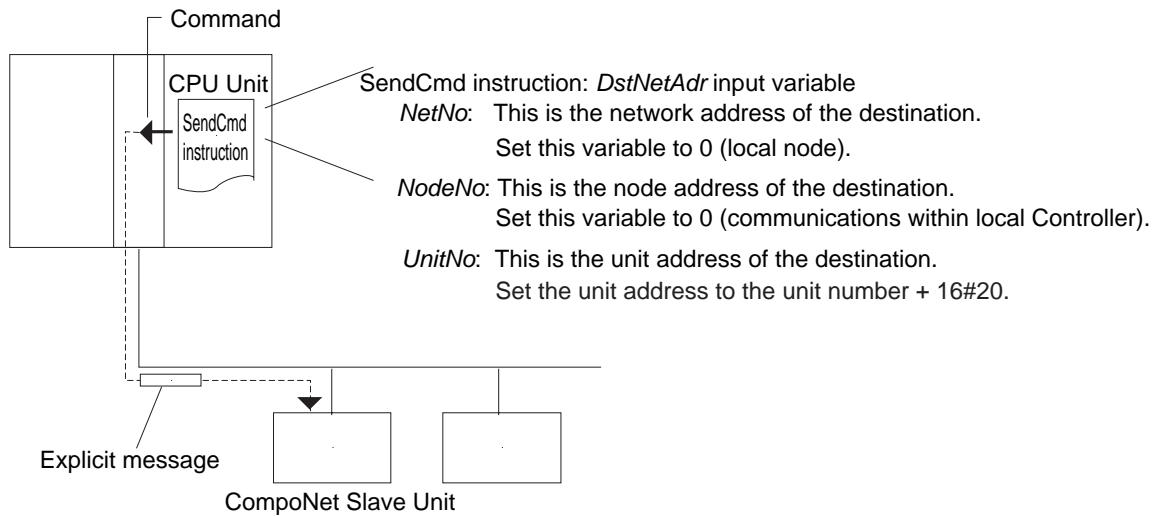 Command
CPU Unit
SendCmd
instruction
SendCmd instruction: DstNetAdr input variable
NetNo: This is the network address of the destination.
Set this variable to 0 (local node).
NodeNo: This is the node address of the destination.
Set this variable to 0 (communications within local Controller).
UnitNo: This is the unit address of the destination.
Set the unit address to the unit number + 16#20.
Explicit message
CompoNet Slave Unit